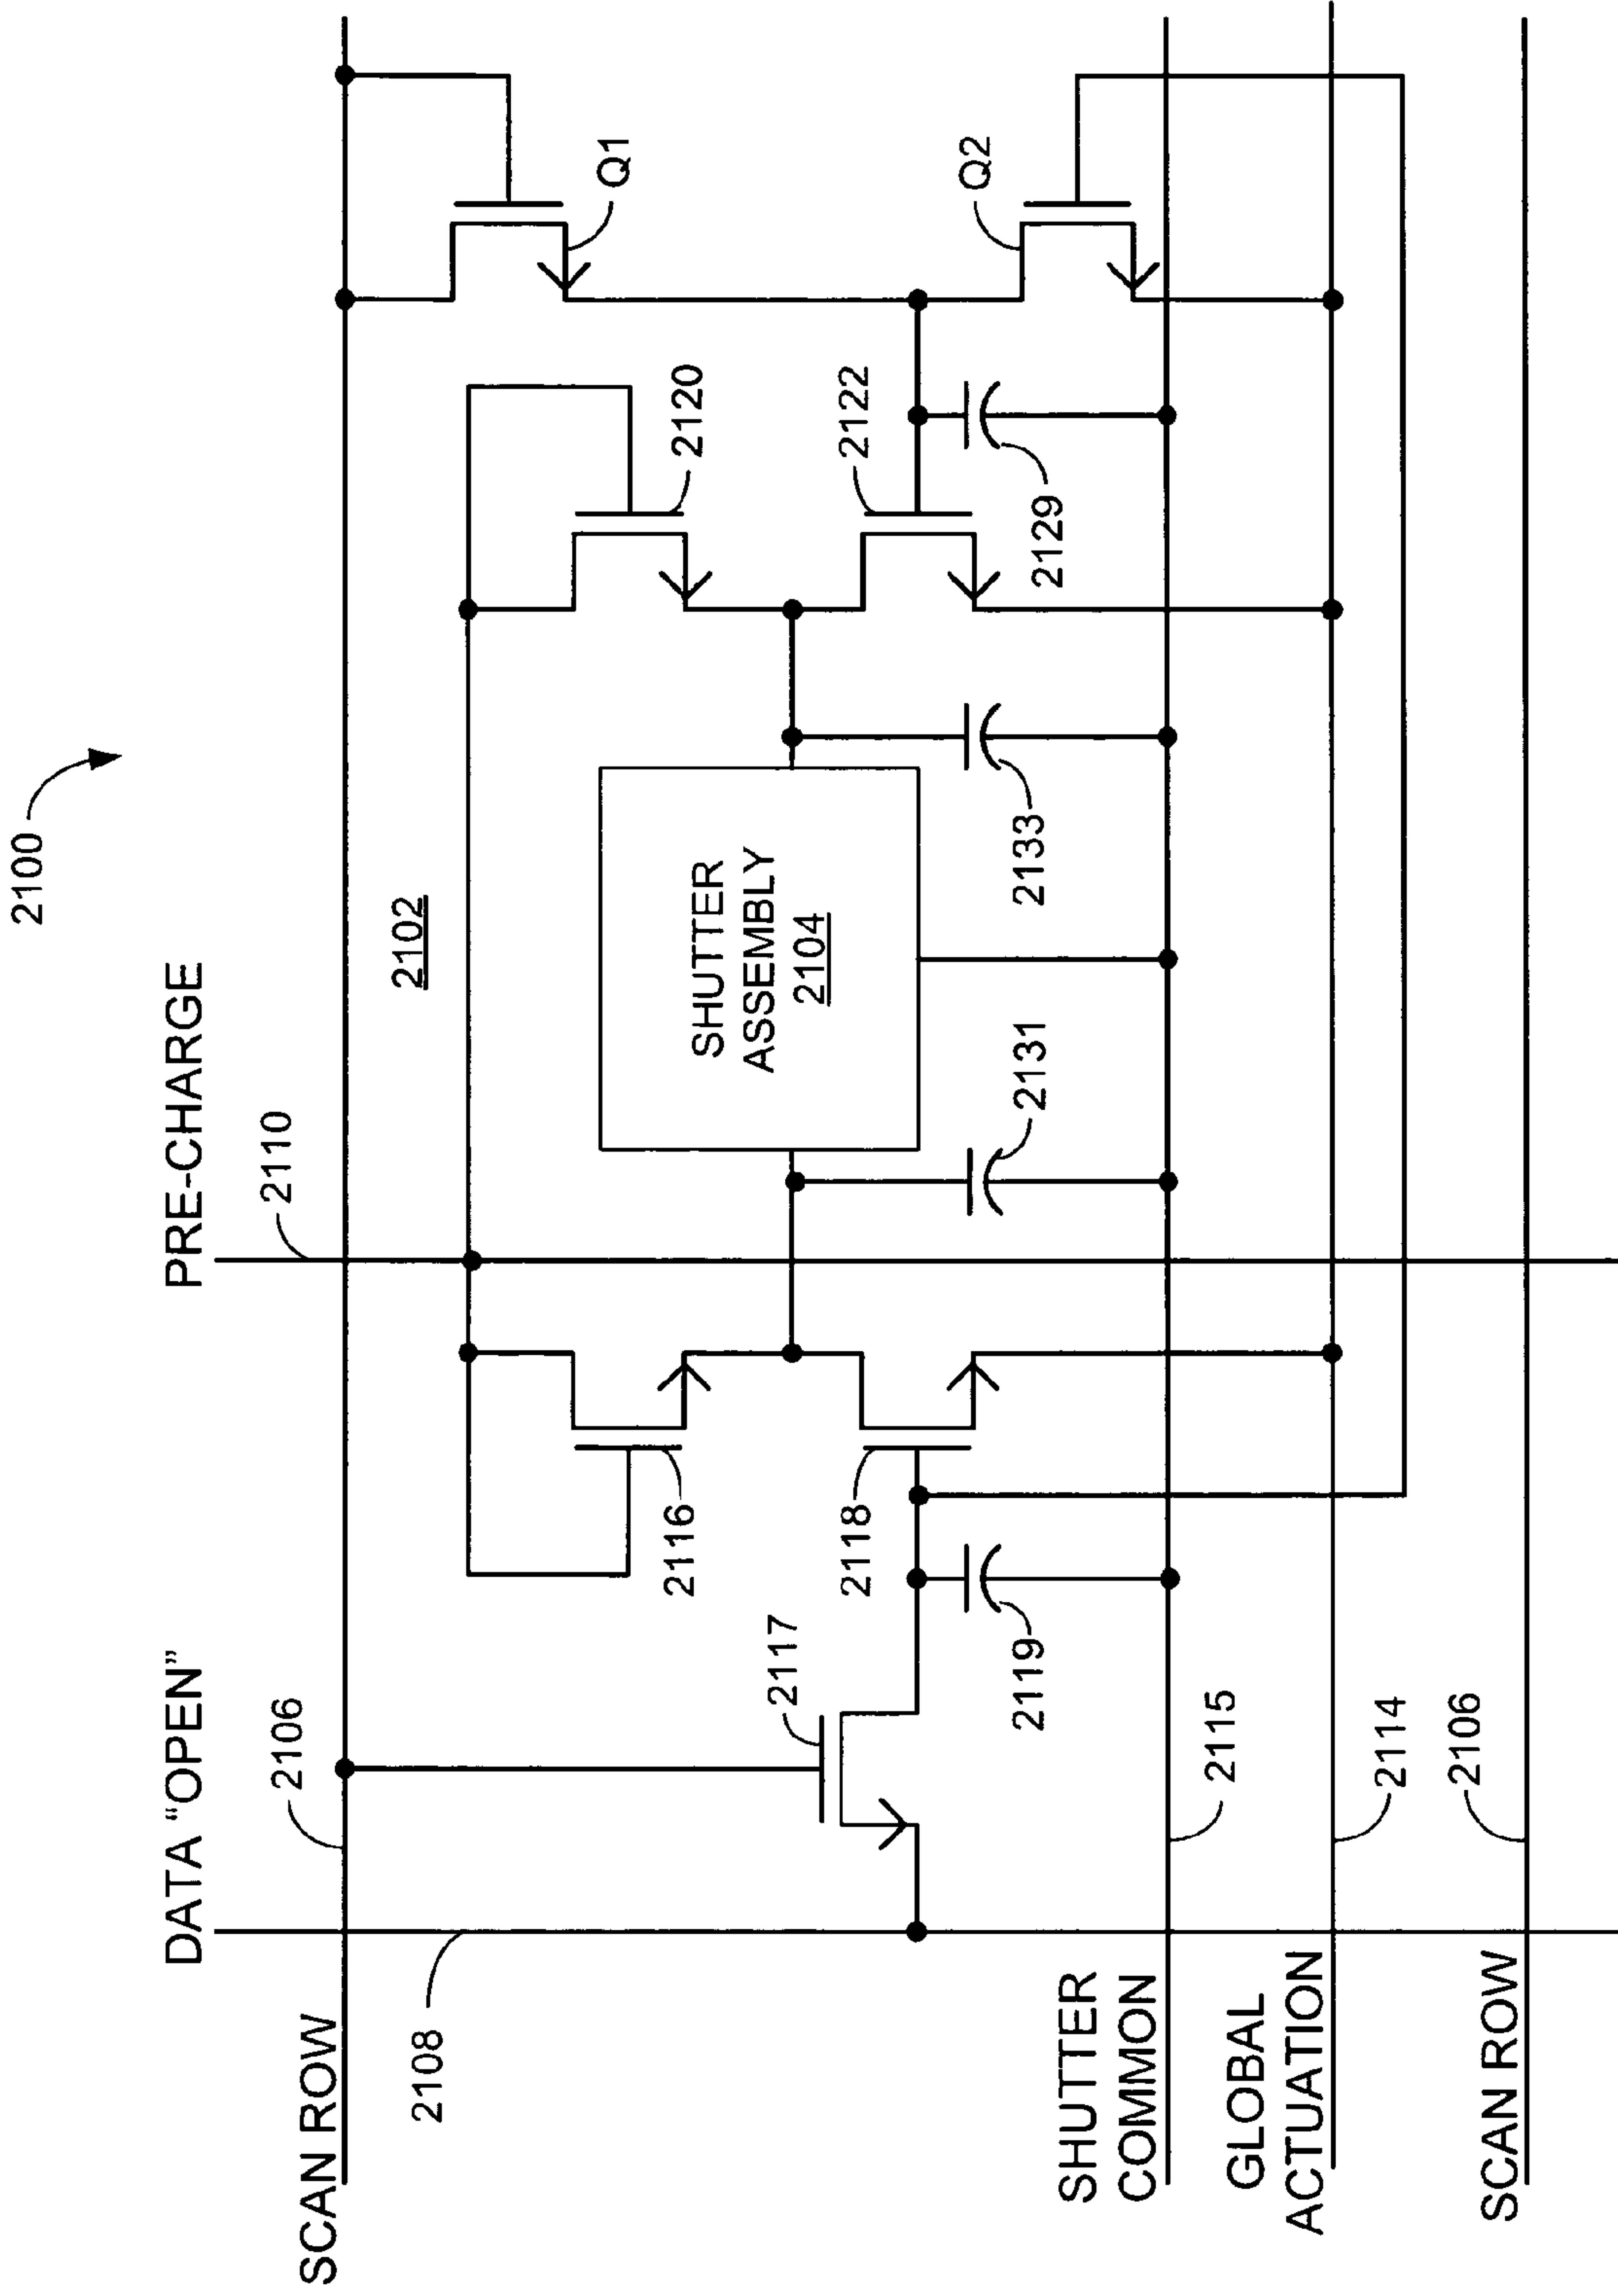 2100
DATA “OPEN”
PRE-CHARGE
2110
SCAN ROW
2106
2108
2102
Q1
2116
2120
2117
SHUTTER
ASSEMBLY
2104
2118
2122
Q2
2119
2131
2133
2129
SHUTTER
COMMON
2115
GLOBAL
ACTUATION
2114
SCAN ROW
2106